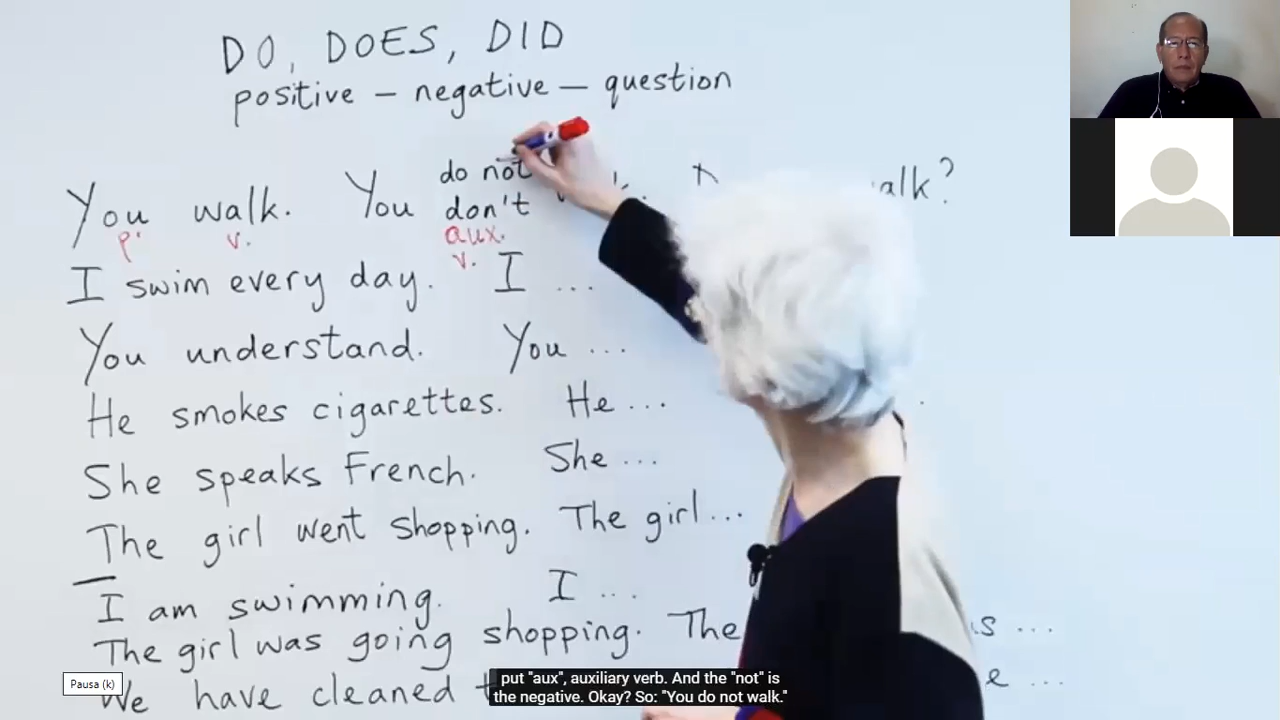 DO, DOES, DID
positive – negative – question
do not
You walk. You don't alk?
p. v. aux.
v.
I swim every day. I ...
You understand. You ...
He smokes cigarettes. He ...
She speaks French. She ...
The girl went shopping. The girl ...
I am swimming. I ...
The girl was going shopping. The s ...
We have cleaned e ...
Pausa (k)
put "aux", auxiliary verb. And the "not" is
the negative. Okay? So: "You do not walk."